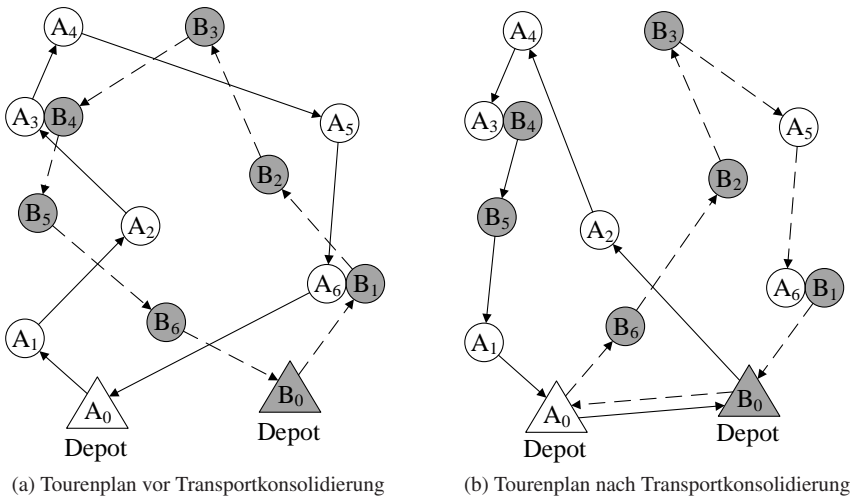 A4
B3
A3
B4
A5
B2
B5
A2
A6
B1
A1
B6
A0
B0
Depot
Depot
(a) Tourenplan vor Transportkonsolidierung
A4
B3
A3
B4
A5
B2
B5
A2
A6
B1
B6
A1
A0
B0
Depot
Depot
(b) Tourenplan nach Transportkonsolidierung